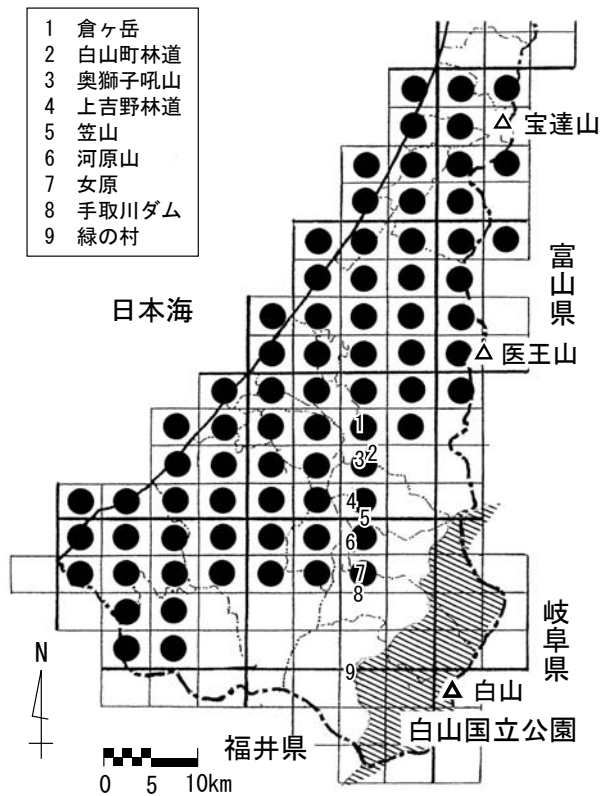 1 倉ヶ岳
2 白山町林道
3 奥獅子吼山
4 上吉野林道
5 笠山
6 河原山
7 女原
8 手取川ダム
9 緑の村
宝達山
富山県
日本海
医王山
1
2
3
4
5
6
7
8
岐阜県
9
N
白山
白山国立公園
福井県
0 5 10km